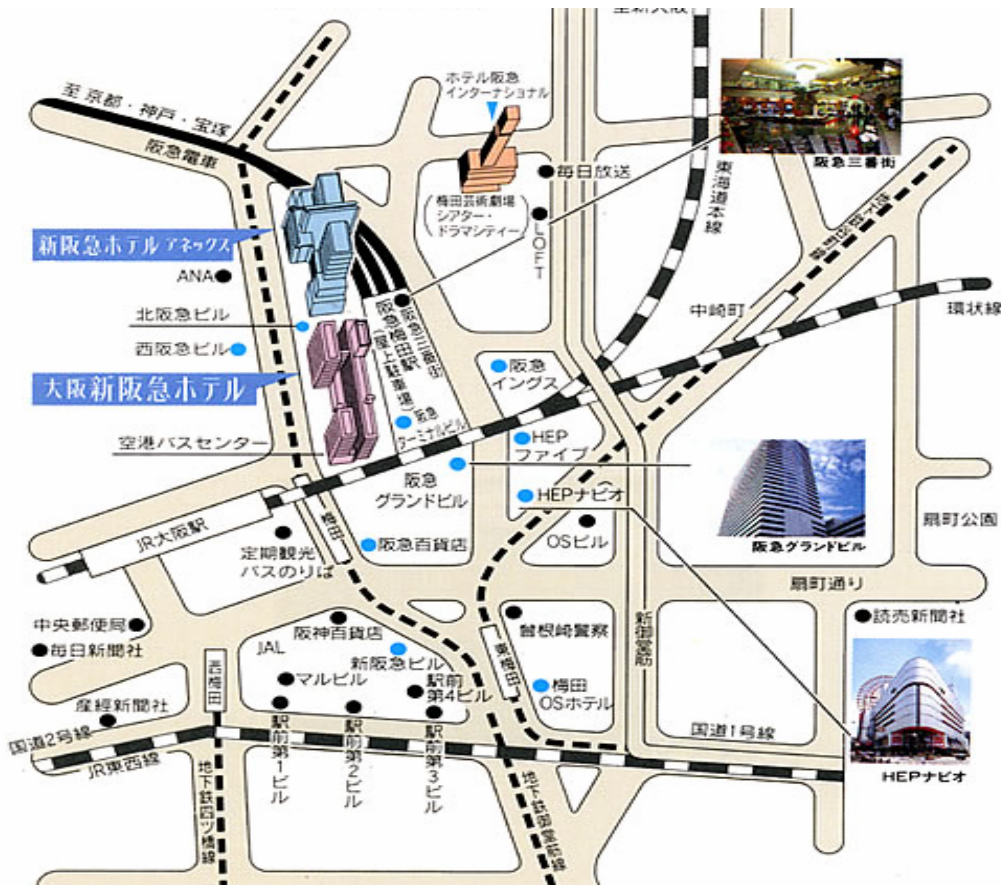 至新大阪
ホテル阪急
インターナショナル
至 京都・神戸・宝塚
阪急電車
阪急三番街
毎日放送
梅田芸術劇場
シアター・
ドラマシティー
LOFT
東海道本線
地下鉄谷町線
新阪急ホテル アネックス
ANA
中崎町
環状線
北阪急ビル
西阪急ビル
阪急三番街
阪急梅田駅
(屋上駐車場)
阪急
イングス
大阪新阪急ホテル
阪急
ターミナルビル
HEP
ファイブ
空港バスセンター
阪急
グランドビル
HEPナビオ
OSビル
阪急グランドビル
扇町公園
JR大阪駅
梅田
定期観光
バスのりば
阪急百貨店
扇町通り
中央郵便局
毎日新聞社
阪神百貨店
JAL
新阪急ビル
曽根崎警察
新御堂筋
読売新聞社
西梅田
マルビル
駅前
第4ビル
東梅田
梅田
OSホテル
産經新聞社
国道2号線
JR東西線
駅前第1ビル
駅前第2ビル
駅前第3ビル
国道1号線
HEPナビオ
地下鉄四ツ橋線
地下鉄御堂筋線